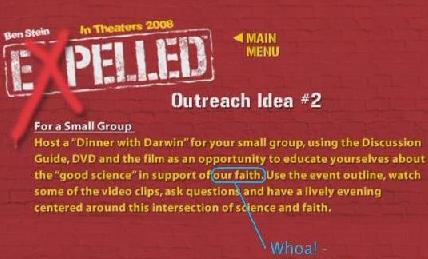 Ben Stein
In Theaters 2008
EXPELLED
MAIN
MENU
Outreach Idea #2
For a Small Group
Host a "Dinner with Darwin" for your small group, using the Discussion
Guide, DVD and the film as an opportunity to educate yourselves about
the "good science" in support of our faith. Use the event outline, watch
some of the video clips, ask questions and have a lively evening
centered around this intersection of science and faith.
Whoa! -